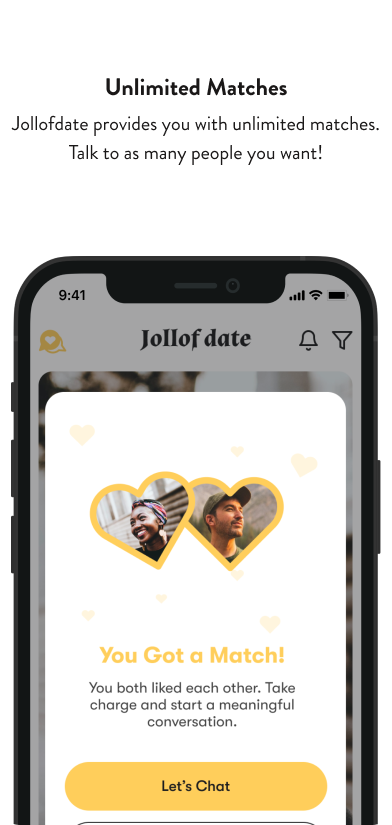 Unlimited Matches
Jollofdate provides you with unlimited matches.
Talk to as many people you want!
9:41
Jollof date
You Got a Match!
You both liked each other. Take
charge and start a meaningful
conversation.
Let's Chat